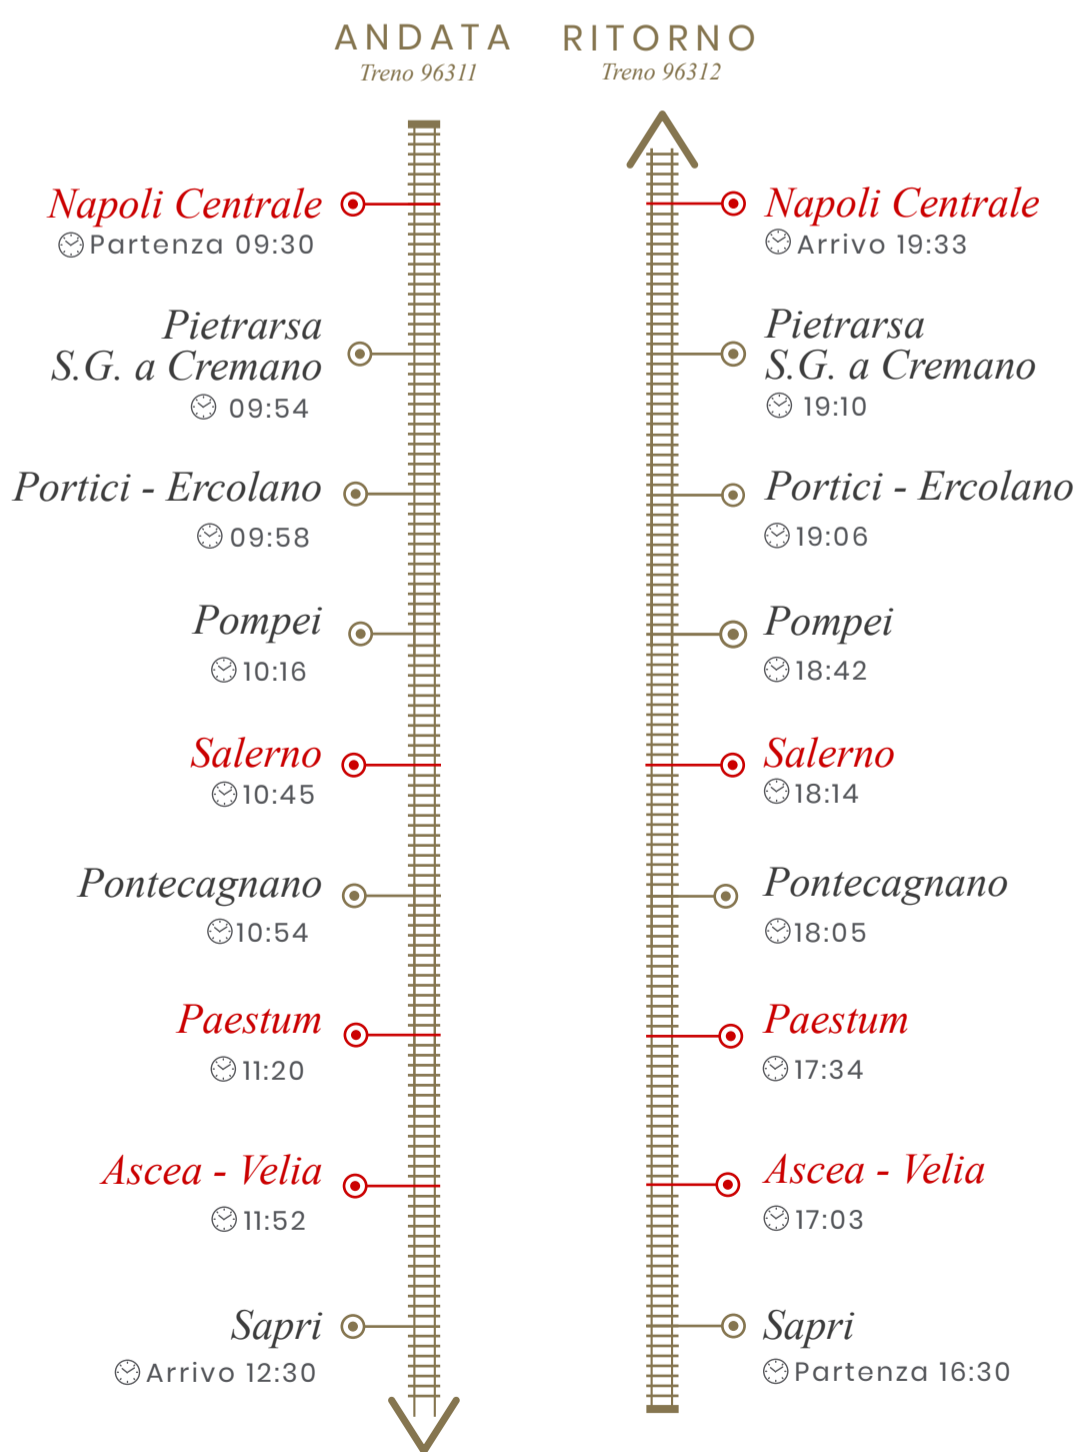 ANDATA
Treno 96311
Napoli Centrale
Partenza 09:30
Pietrarsa
S.G. a Cremano
09:54
Portici - Ercolano
09:58
Pompei
10:16
Salerno
10:45
Pontecagnano
10:54
Paestum
11:20
Ascea - Velia
11:52
Sapri
Arrivo 12:30
RITORNO
Treno 96312
Napoli Centrale
Arrivo 19:33
Pietrarsa
S.G. a Cremano
19:10
Portici - Ercolano
19:06
Pompei
18:42
Salerno
18:14
Pontecagnano
18:05
Paestum
17:34
Ascea - Velia
17:03
Sapri
Partenza 16:30